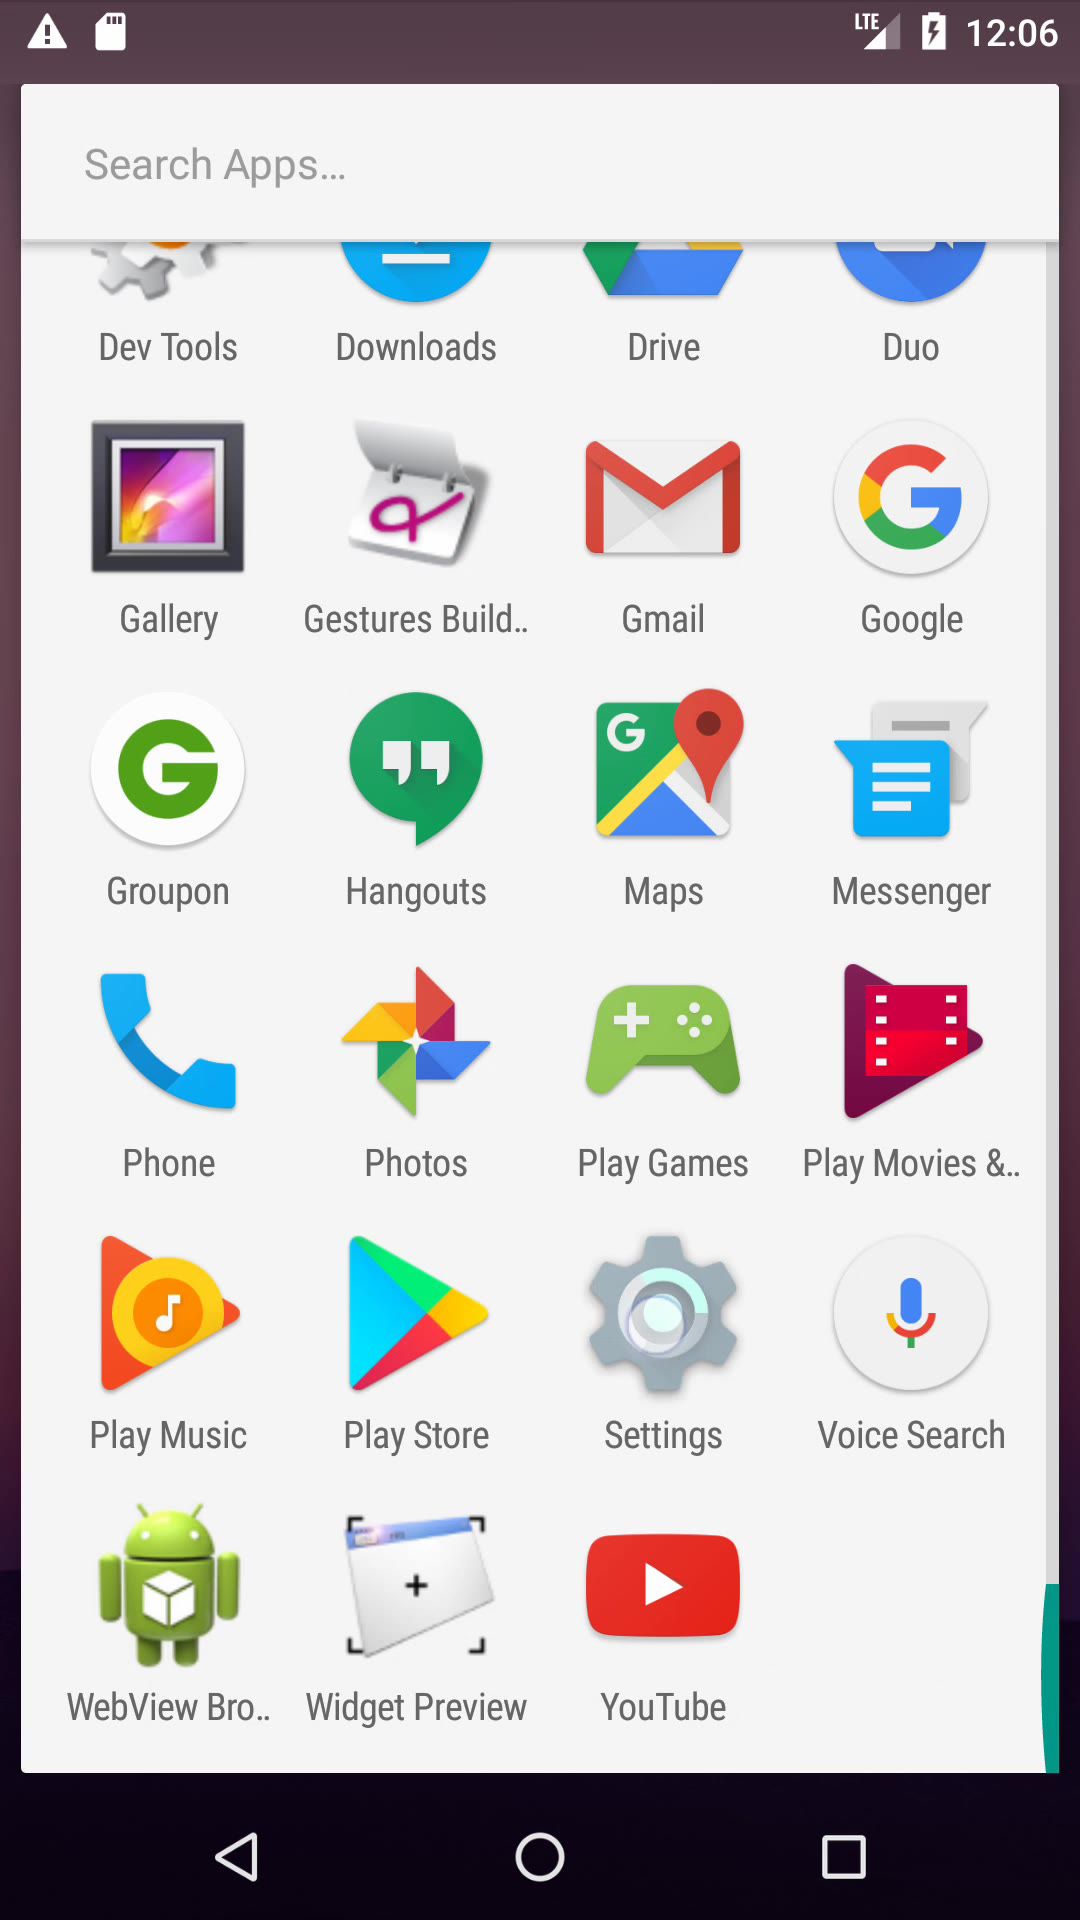 LTE 12:06
Search Apps...
Dev Tools Downloads Drive Duo
Gallery Gestures Build.. Gmail Google
Groupon Hangouts Maps Messenger
Phone Photos Play Games Play Movies &..
Play Music Play Store Settings Voice Search
WebView Bro.. Widget Preview YouTube